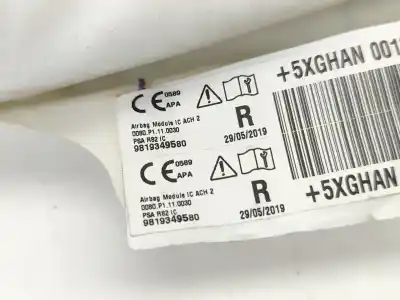 +5XGHAN 001
CE 0589
APA
R
29/05/2019
Airbag Module IC ACH 2
0080.P1.11.0030
PSA R82 IC
9819349580
CE 0589
APA
R
29/05/2019
Airbag Module IC ACH 2
0080.P1.11.0030
PSA R82 IC
9819349580
+5XGHAN